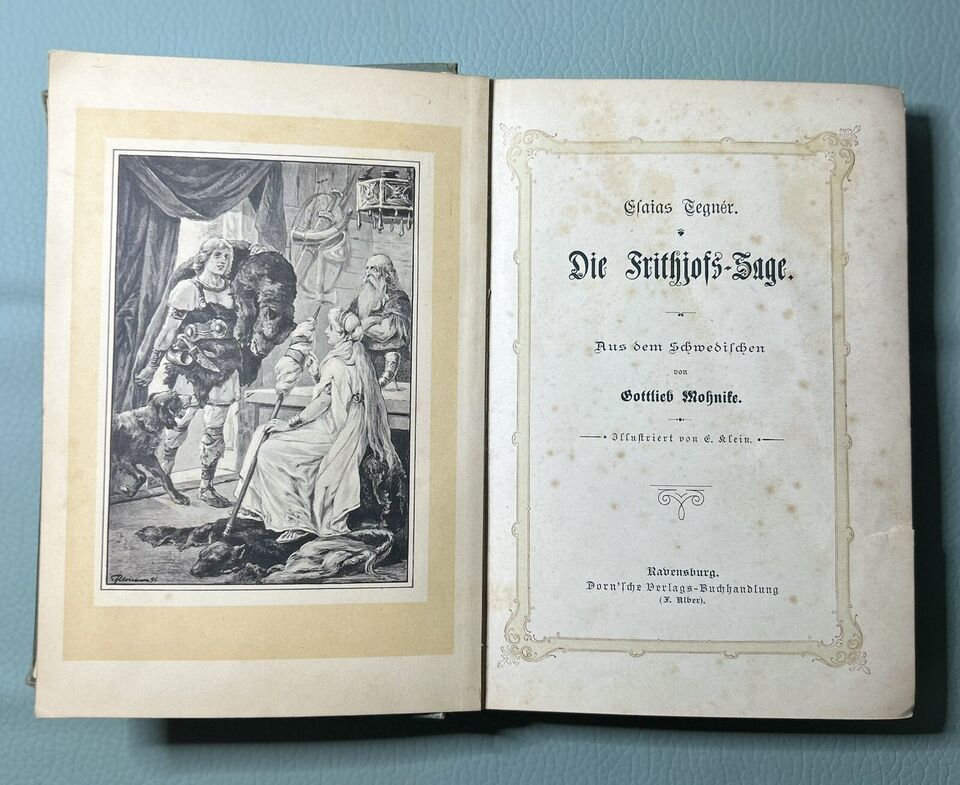 Esaias Tegnér.
Die Frithjofs-Sage.
Aus dem Schwedischen
von
Gottlieb Mohnike.
Illustriert von E. Klein.
Ravensburg.
Dorn'sche Verlags-Buchhandlung
(F. Alber).